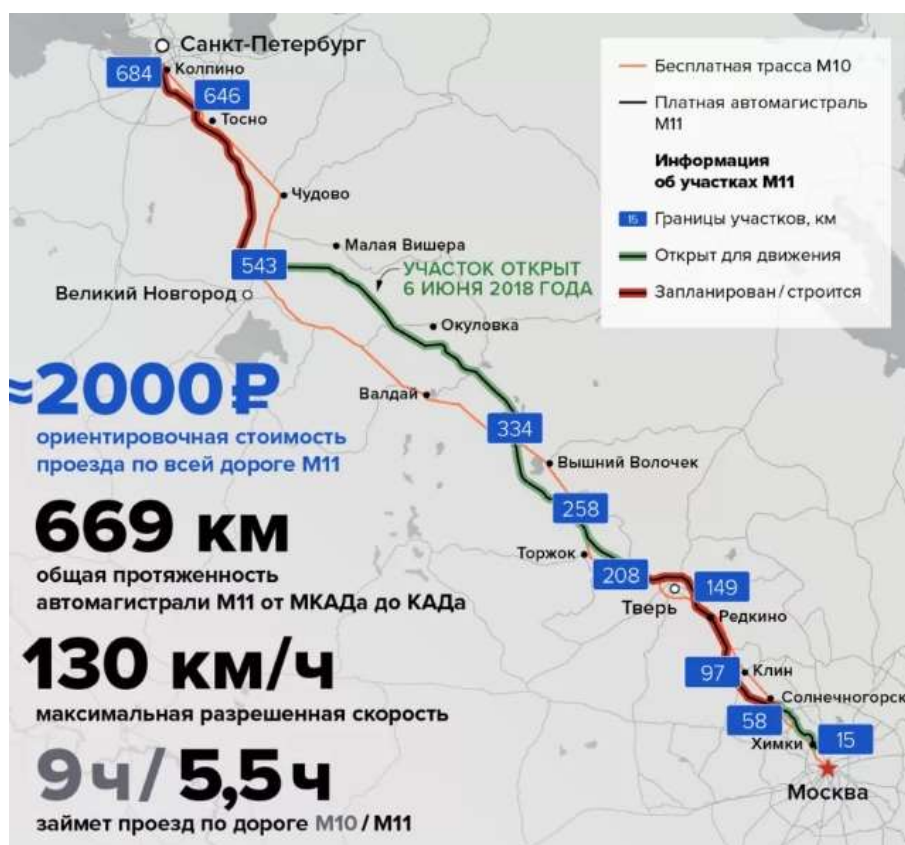 Санкт-Петербург
684
Колпино
646
Тосно
Чудово
Малая Вишера
543
УЧАСТОК ОТКРЫТ
6 ИЮНЯ 2018 ГОДА
Великий Новгород
Окуловка
Валдай
334
Вышний Волочек
258
Торжок
208
149
Тверь
Редкино
97
Клин
Солнечногорск
58
Химки
15
Москва
Бесплатная трасса М10
Платная автомагистраль
М11
Информация
об участках М11
15
Границы участков, км
Открыт для движения
Запланирован/строится
≈2000₽
ориентировочная стоимость
проезда по всей дороге М11
669 км
общая протяженность
автомагистрали М11 от МКАДа до КАДа
130 км/ч
максимальная разрешенная скорость
9 ч/ 5,5 ч
займет проезд по дороге М10/М11